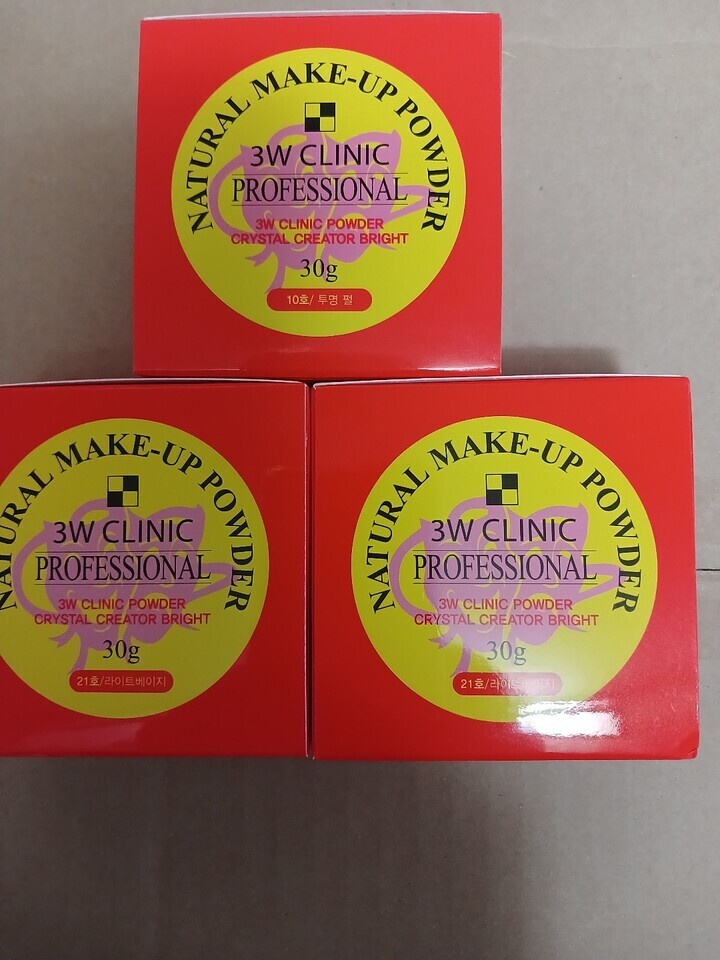 NATURAL MAKE-UP POWDER
3W CLINIC
PROFESSIONAL
3W CLINIC POWDER
CRYSTAL CREATOR BRIGHT
30g
10호/ 투명 펄
NATURAL MAKE-UP POWDER
3W CLINIC
PROFESSIONAL
3W CLINIC POWDER
CRYSTAL CREATOR BRIGHT
30g
21호/라이트베이지
NATURAL MAKE-UP POWDER
3W CLINIC
PROFESSIONAL
3W CLINIC POWDER
CRYSTAL CREATOR BRIGHT
30g
21호/라이트베이지